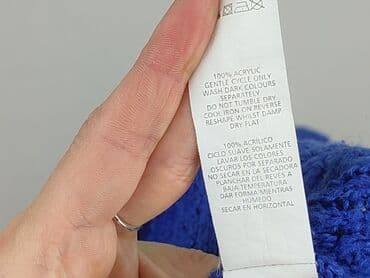 100% ACRYLIC
GENTLE CYCLE ONLY
WASH DARK COLOURS
SEPARATELY
DO NOT TUMBLE DRY
COOL IRON ON REVERSE
RESHAPE WHILST DAMP
DRY FLAT
100% ACRÍLICO
CICLO SUAVE SOLAMENTE
LAVAR LOS COLORES
OSCUROS POR SEPARADO
NO SECAR EN LA SECADORA
PLANCHAR DEL REVES A
BAJA TEMPERATURA
DAR FORMA MIENTRAS
HÚMEDO
SECAR EN HORIZONTAL